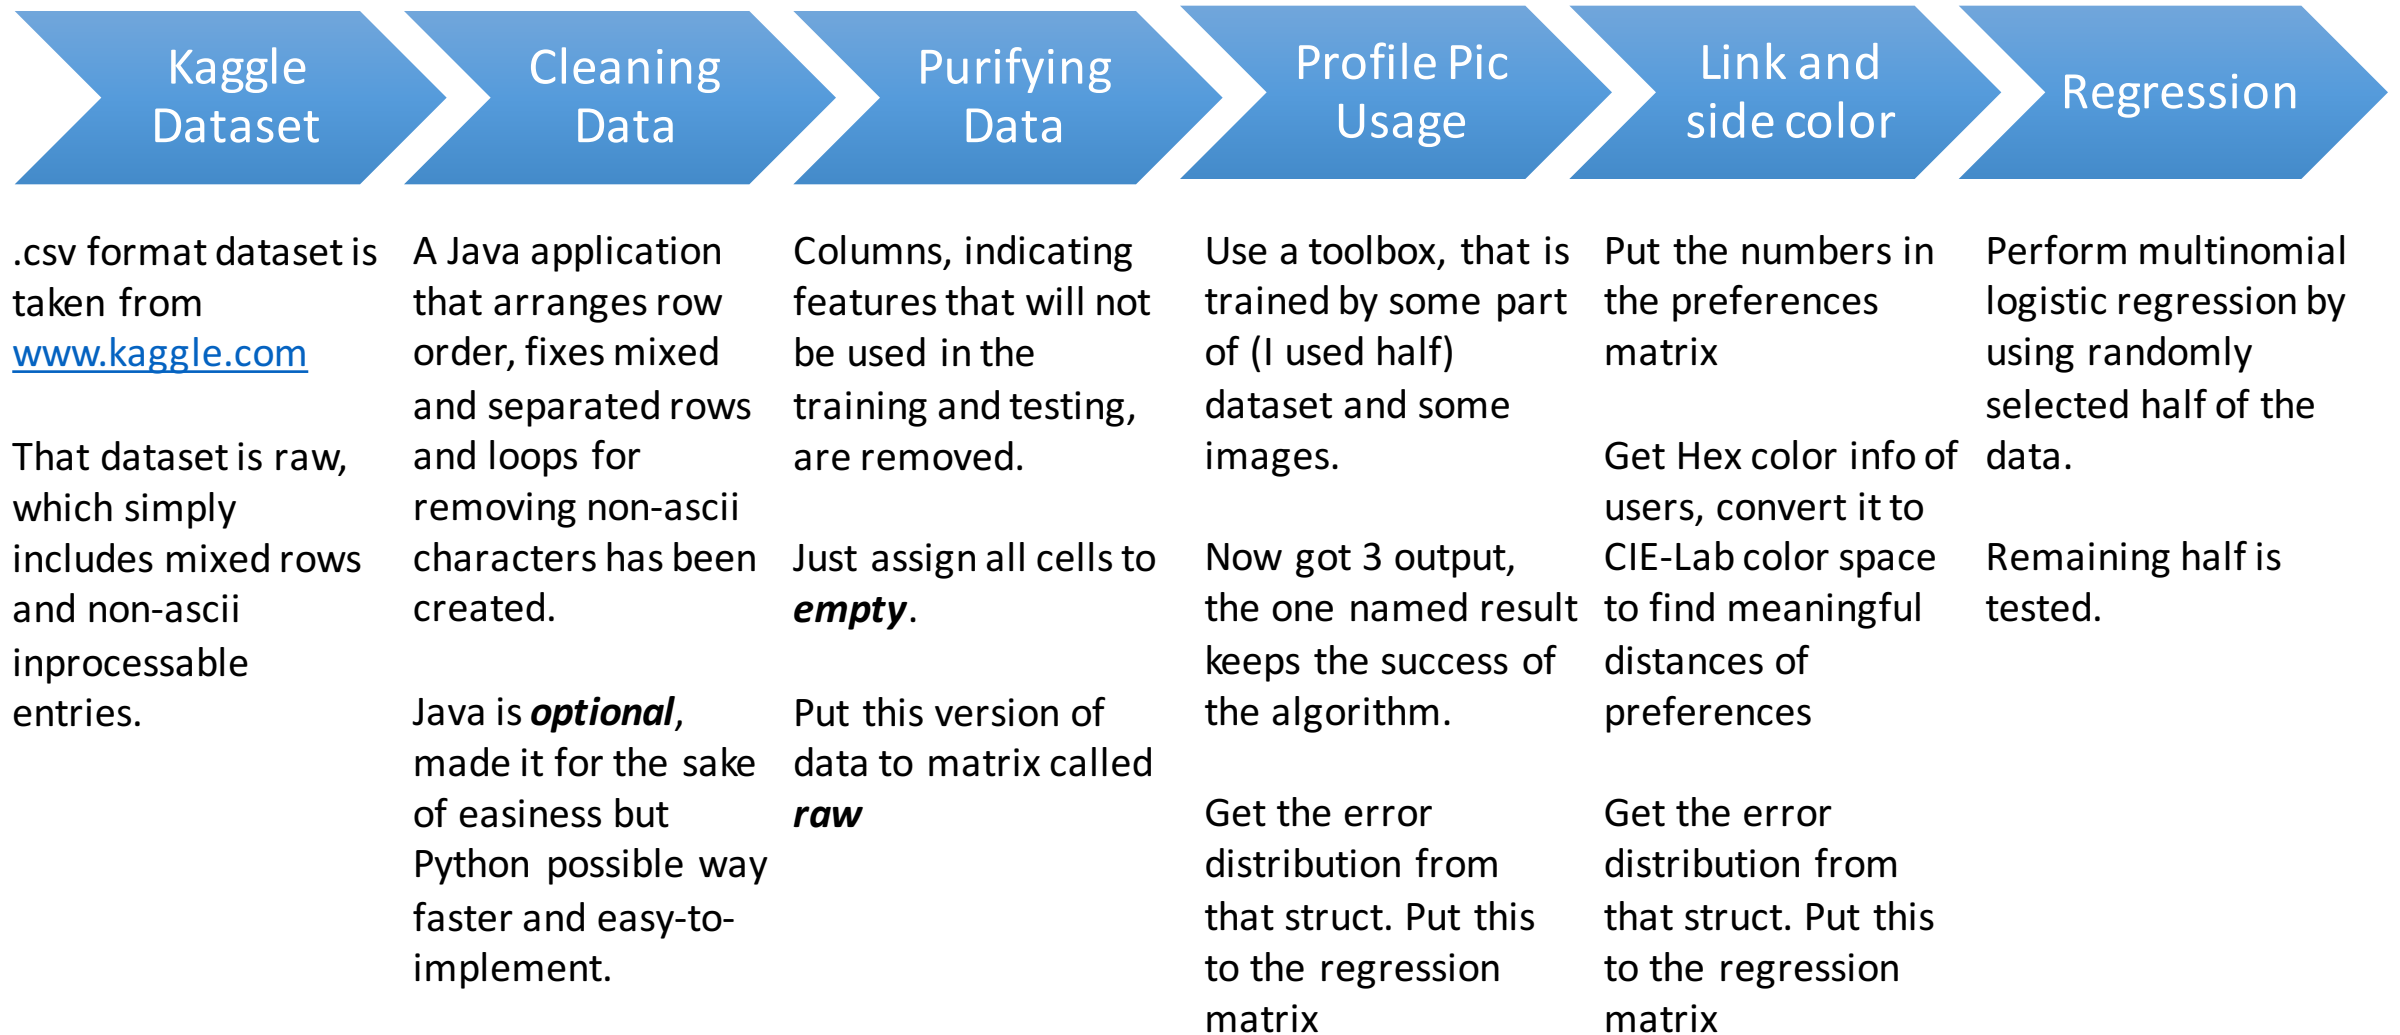 Kaggle
Dataset
Cleaning
Data
Purifying
Data
Profile Pic
Usage
Link and
side color
Regression
.csv format dataset is
taken from
www.kaggle.com
That dataset is raw,
which simply
includes mixed rows
and non-ascii
inprocessable
entries.
A Java application
that arranges row
order, fixes mixed
and separated rows
and loops for
removing non-ascii
characters has been
created.
Java is optional,
made it for the sake
of easiness but
Python possible way
faster and easy-to-
implement.
Columns, indicating
features that will not
be used in the
training and testing,
are removed.
Just assign all cells to
empty.
Put this version of
data to matrix called
raw
Use a toolbox, that is
trained by some part
of (I used half)
dataset and some
images.
Now got 3 output,
the one named result
keeps the success of
the algorithm.
Get the error
distribution from
that struct. Put this
to the regression
matrix
Put the numbers in
the preferences
matrix
Get Hex color info of
users, convert it to
CIE-Lab color space
to find meaningful
distances of
preferences
Get the error
distribution from
that struct. Put this
to the regression
matrix
Perform multinomial
logistic regression by
using randomly
selected half of the
data.
Remaining half is
tested.